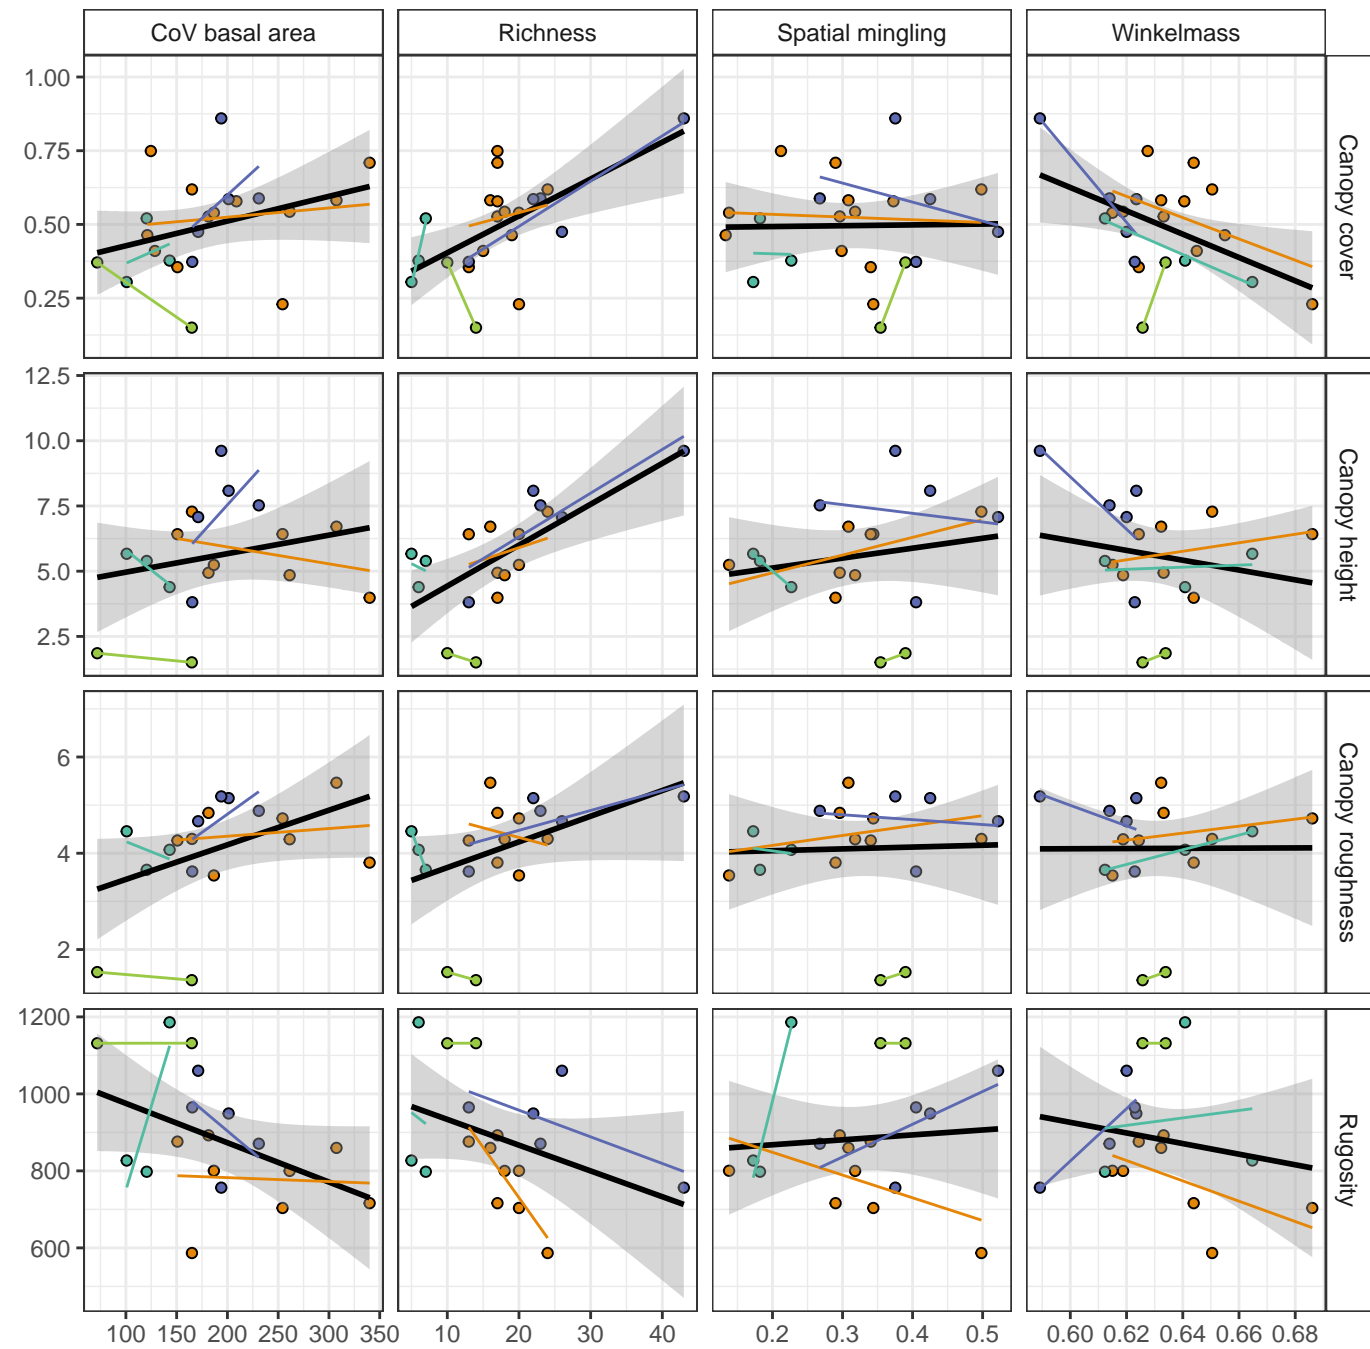 CoV basal area Richness Spatial mingling Winkelmass
1.00
0.75
0.50
0.25
Canopy cover
12.5
10.0
7.5
5.0
2.5
Canopy height
6
4
2
Canopy roughness
1200
1000
800
600
Rugosity
100 150 200 250 300 350 10 20 30 40 0.2 0.3 0.4 0.5 0.60 0.62 0.64 0.66 0.68